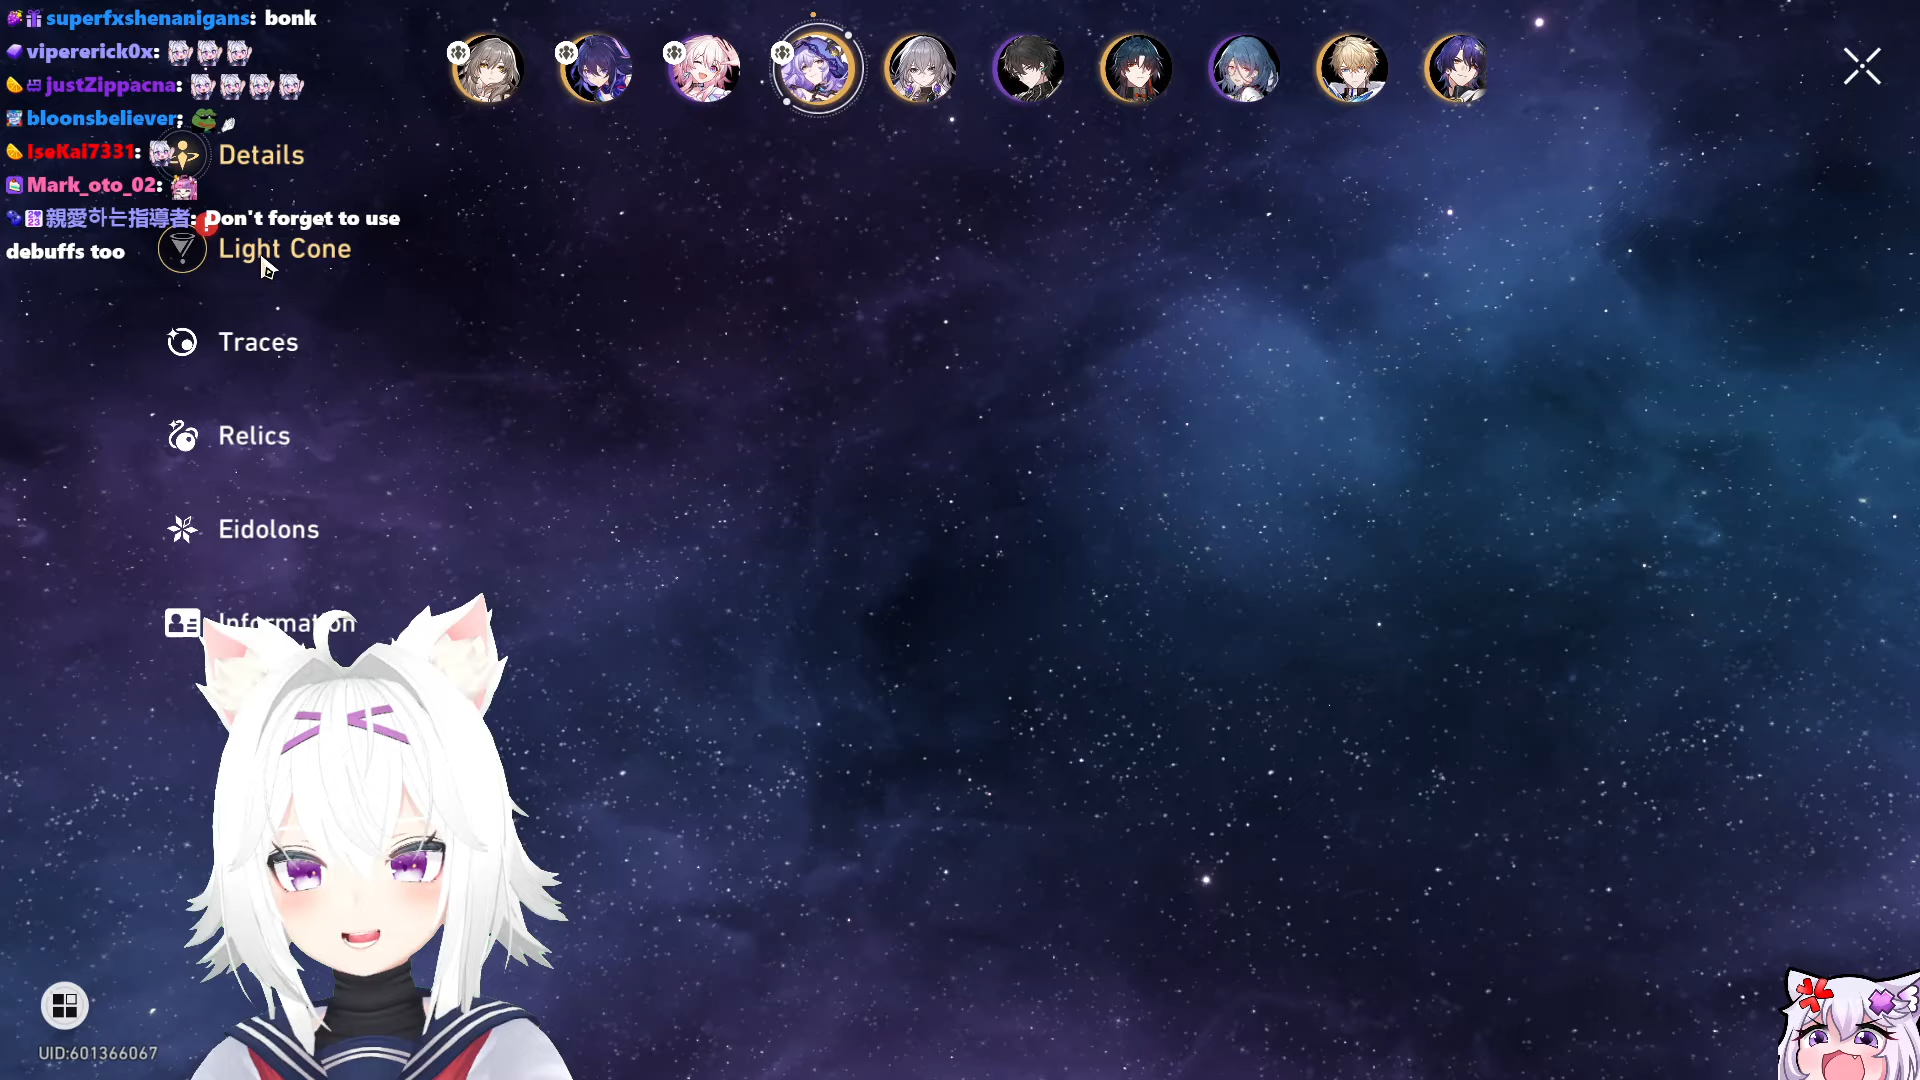 superfxshenanigans: bonk
vipererick0x:
justZippacna:
bloonsbeliever:
IseKai7331:
Details
Mark_oto_02:
親愛하는指導者: Don't forget to use
debuffs too
Light Cone
Traces
Relics
Eidolons
Information
UID:601366067